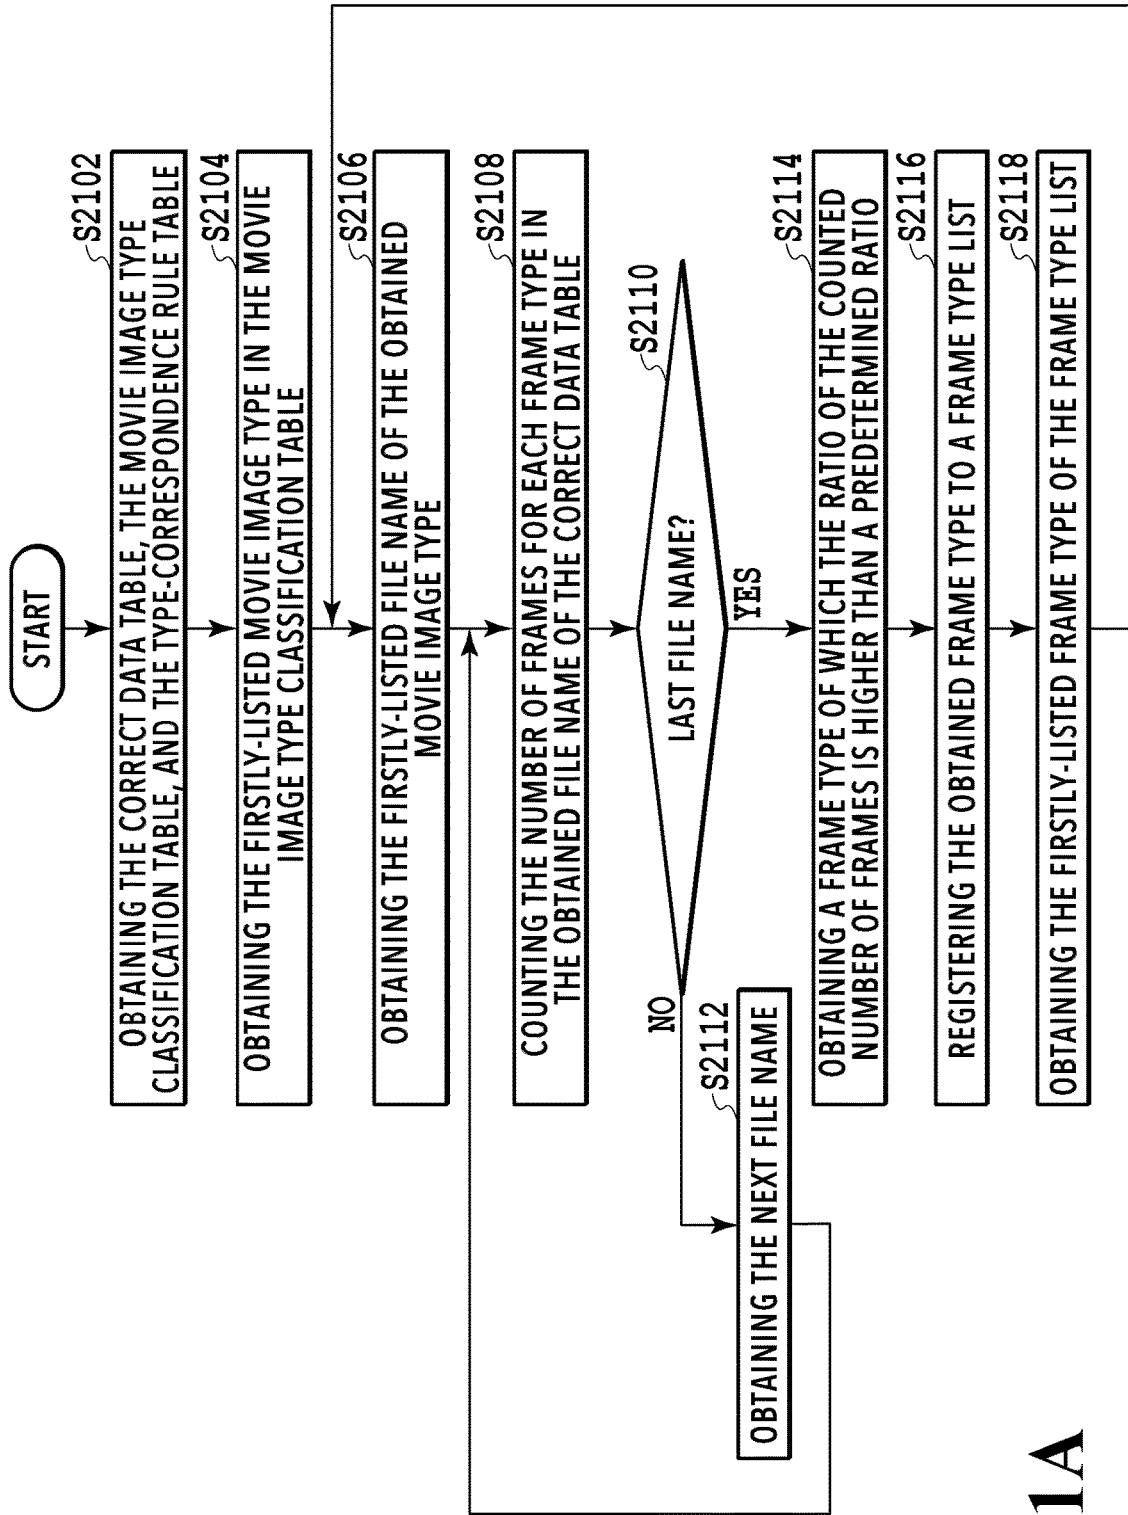 START
S2102
OBTAINING THE CORRECT DATA TABLE, THE MOVIE IMAGE TYPE
CLASSIFICATION TABLE, AND THE TYPE-CORRESPONDENCE RULE TABLE
S2104
OBTAINING THE FIRSTLY-LISTED MOVIE IMAGE TYPE IN THE MOVIE
IMAGE TYPE CLASSIFICATION TABLE
S2106
OBTAINING THE FIRSTLY-LISTED FILE NAME OF THE OBTAINED
MOVIE IMAGE TYPE
S2108
COUNTING THE NUMBER OF FRAMES FOR EACH FRAME TYPE IN
THE OBTAINED FILE NAME OF THE CORRECT DATA TABLE
S2110
LAST FILE NAME?
NO
YES
S2112
OBTAINING THE NEXT FILE NAME
S2114
OBTAINING A FRAME TYPE OF WHICH THE RATIO OF THE COUNTED
NUMBER OF FRAMES IS HIGHER THAN A PREDETERMINED RATIO
S2116
REGISTERING THE OBTAINED FRAME TYPE TO A FRAME TYPE LIST
S2118
OBTAINING THE FIRSTLY-LISTED FRAME TYPE OF THE FRAME TYPE LIST
1A